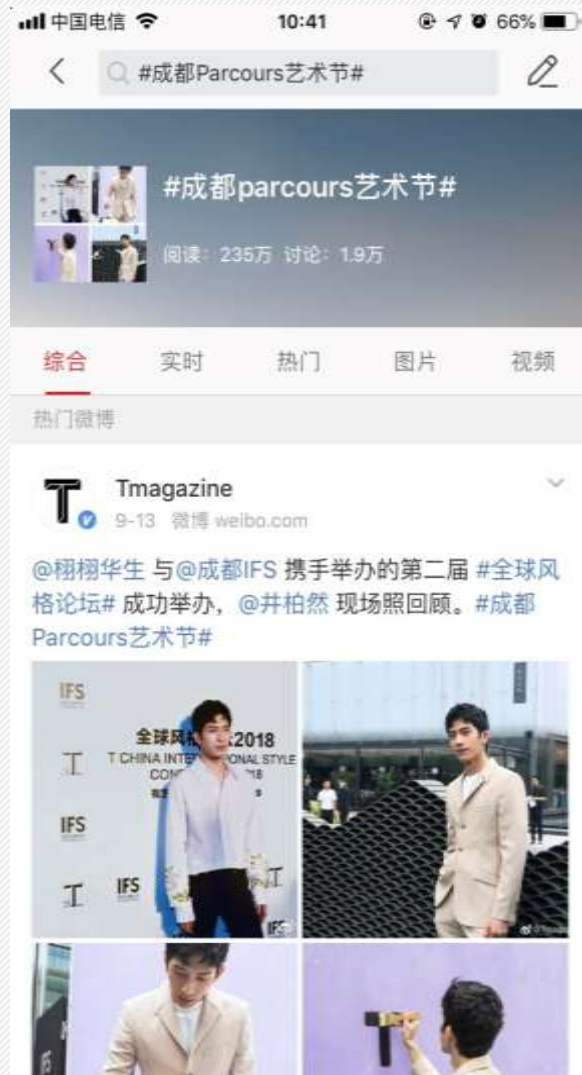 中国电信
10:41
66%
#成都Parcours艺术节#
#成都parcours艺术节#
阅读：235万 讨论：1.9万
综合 实时 热门 图片 视频
热门微博
Tmagazine
9-13 微博 weibo.com
@栩栩华生 与@成都IFS 携手举办的第二届 #全球风
格论坛# 成功举办，@井柏然 现场照回顾。#成都
Parcours艺术节#
IFS
全球风
2018
T CHINA INTE
ONAL STYLE
CON
18
IFS
IFS